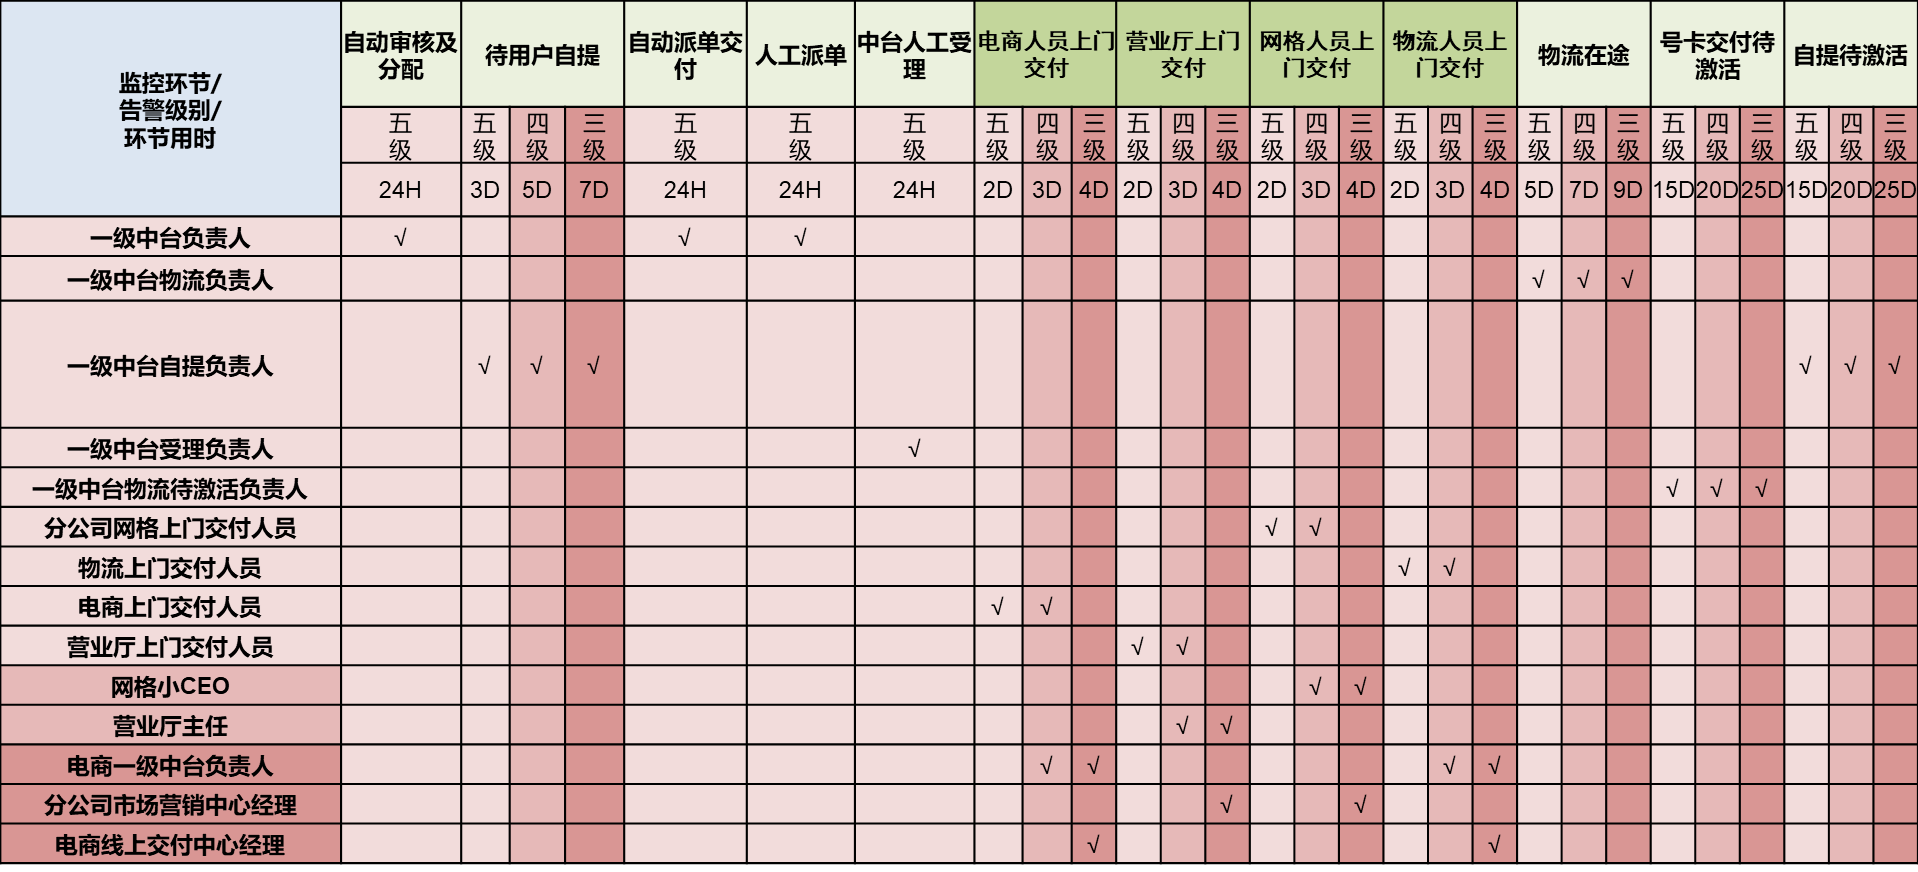 监控环节/
告警级别/
环节用时
自动审核及
分配
待用户自提
自动派单交
付
人工派单
中台人工受
理
电商人员上门
交付
营业厅上门
交付
网格人员上
门交付
物流人员上
门交付
物流在途
号卡交付待
激活
自提待激活
五级 五级 四级 三级 五级 五级 五级 五级 四级 三级 五级 四级 三级 五级 四级 三级 五级 四级 三级 五级 四级 三级 五级 四级 三级 五级 四级 三级
24H 3D 5D 7D 24H 24H 24H 2D 3D 4D 2D 3D 4D 2D 3D 4D 2D 3D 4D 5D 7D 9D 15D 20D 25D 15D 20D 25D
一级中台负责人 √ √ √
一级中台物流负责人 √ √ √
一级中台自提负责人 √ √ √ √ √ √
一级中台受理负责人 √
一级中台物流待激活负责人 √ √ √
分公司网格上门交付人员 √ √
物流上门交付人员 √ √
电商上门交付人员 √ √
营业厅上门交付人员 √ √
网格小CEO √ √
营业厅主任 √ √
电商一级中台负责人 √ √ √ √
分公司市场营销中心经理 √ √
电商线上交付中心经理 √ √